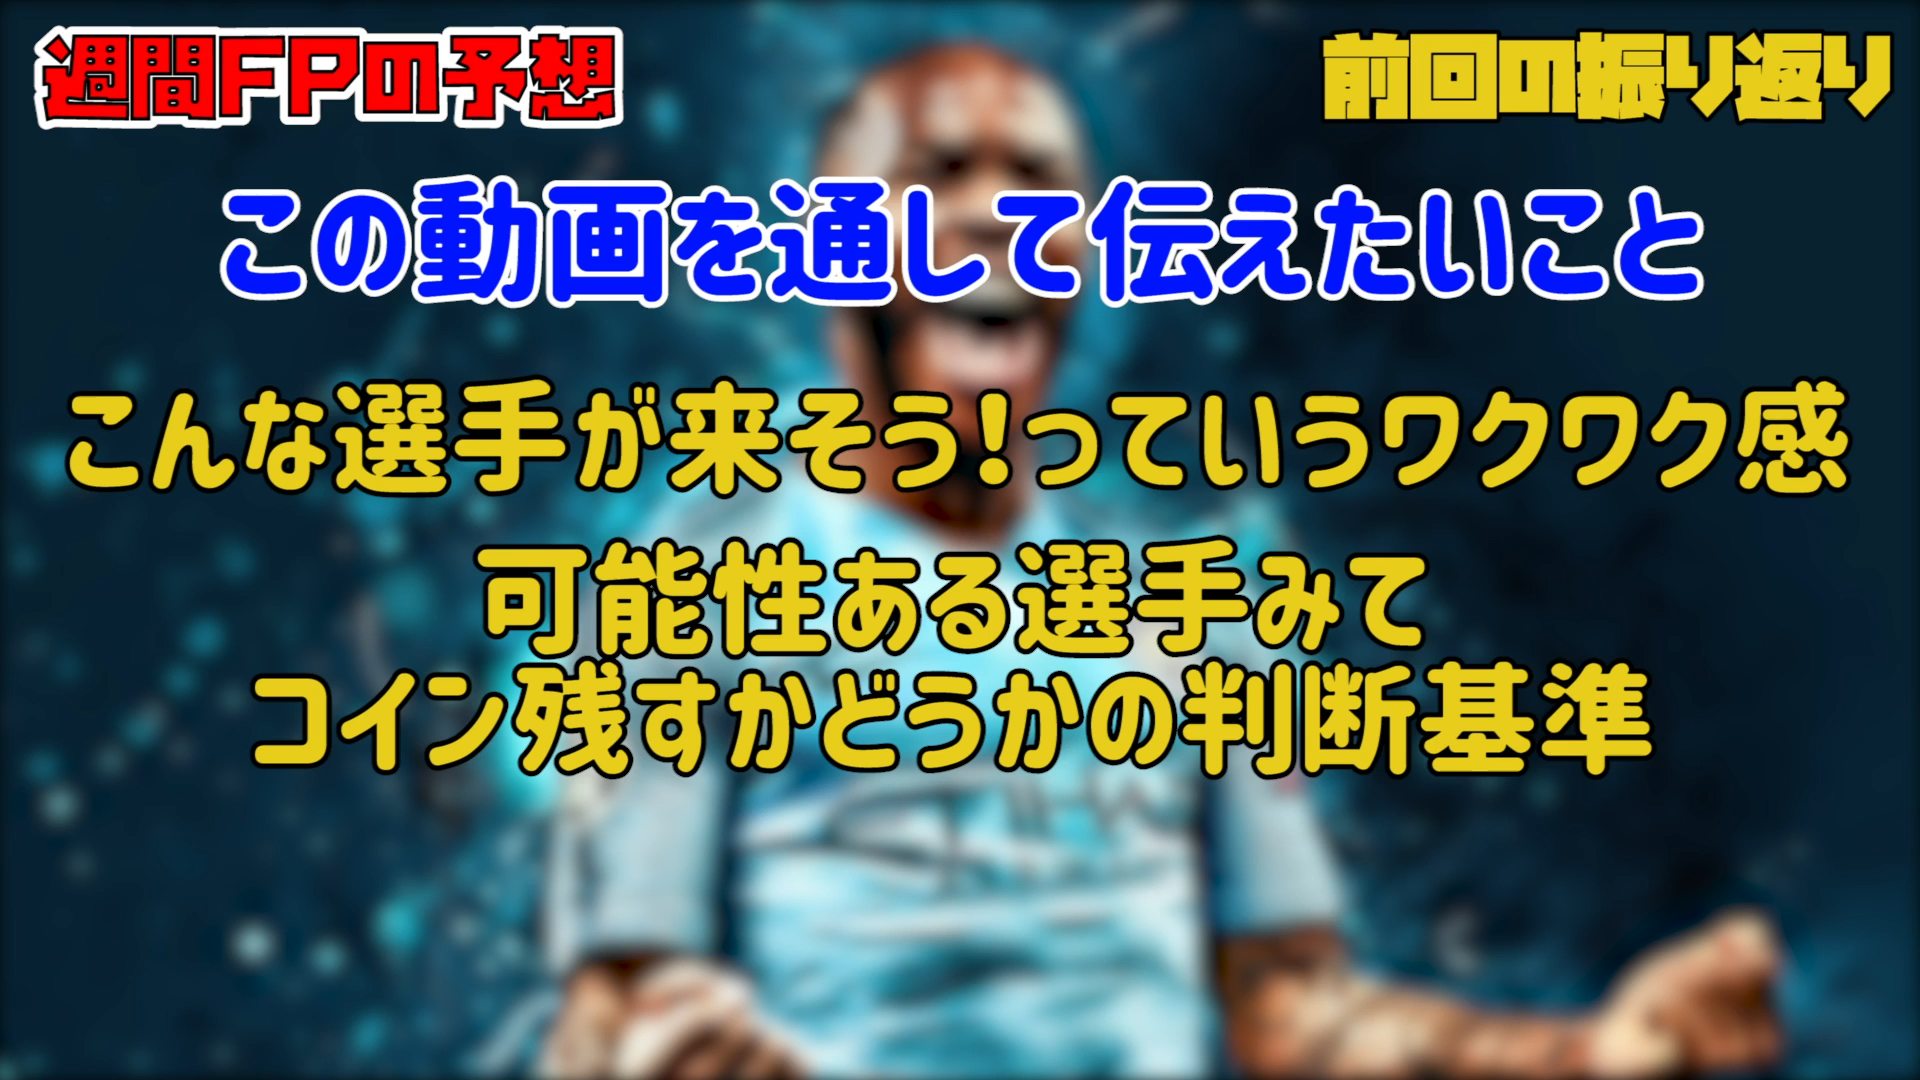 週間FPの予想
前回の振り返り
この動画を通して伝えたいこと
こんな選手が来そう!っていうワクワク感
可能性ある選手みて
コイン残すかどうかの判断基準